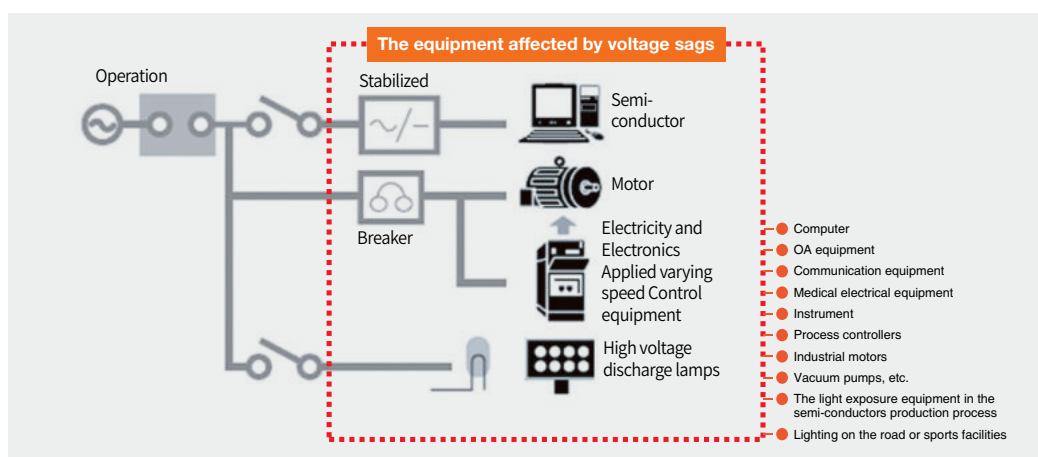 The equipment affected by voltage sags
Operation
Stabilized
Semi-
conductor
Motor
Breaker
Electricity and
Electronics
Applied varying
speed Control
equipment
High voltage
discharge lamps
Computer
OA equipment
Communication equipment
Medical electrical equipment
Instrument
Process controllers
Industrial motors
Vacuum pumps, etc.
The light exposure equipment in the
semi-conductors production process
Lighting on the road or sports facilities